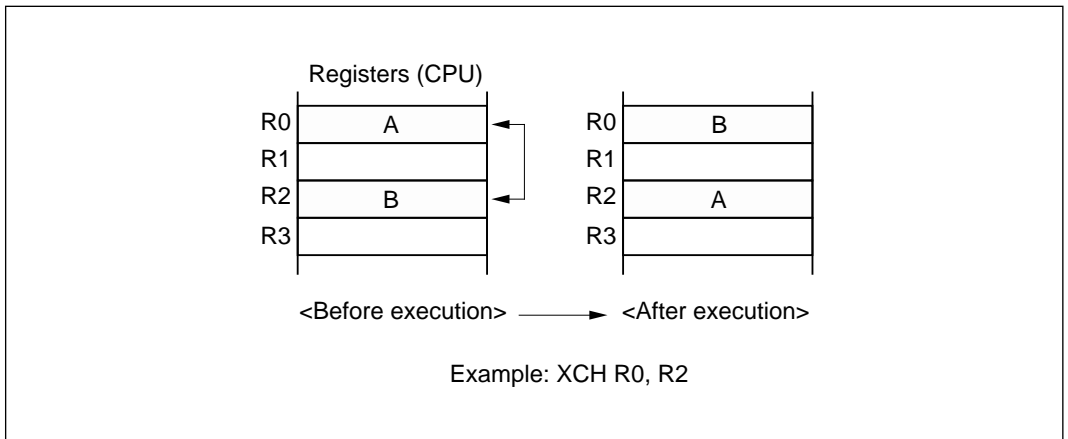 Registers (CPU)
R0 A R0 B
R1 R1
R2 B R2 A
R3 R3
<Before execution> <After execution>
Example: XCH R0, R2